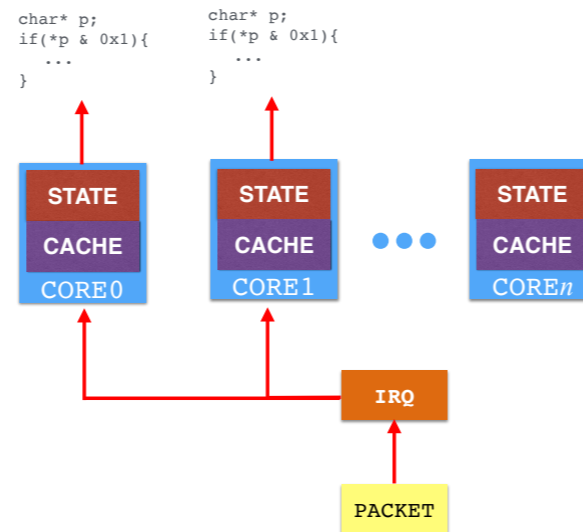 char* p;
if(*p & 0x1){
...
}
char* p;
if(*p & 0x1){
...
}
STATE
CACHE
CORE0
STATE
CACHE
CORE1
STATE
CACHE
COREn
IRQ
PACKET